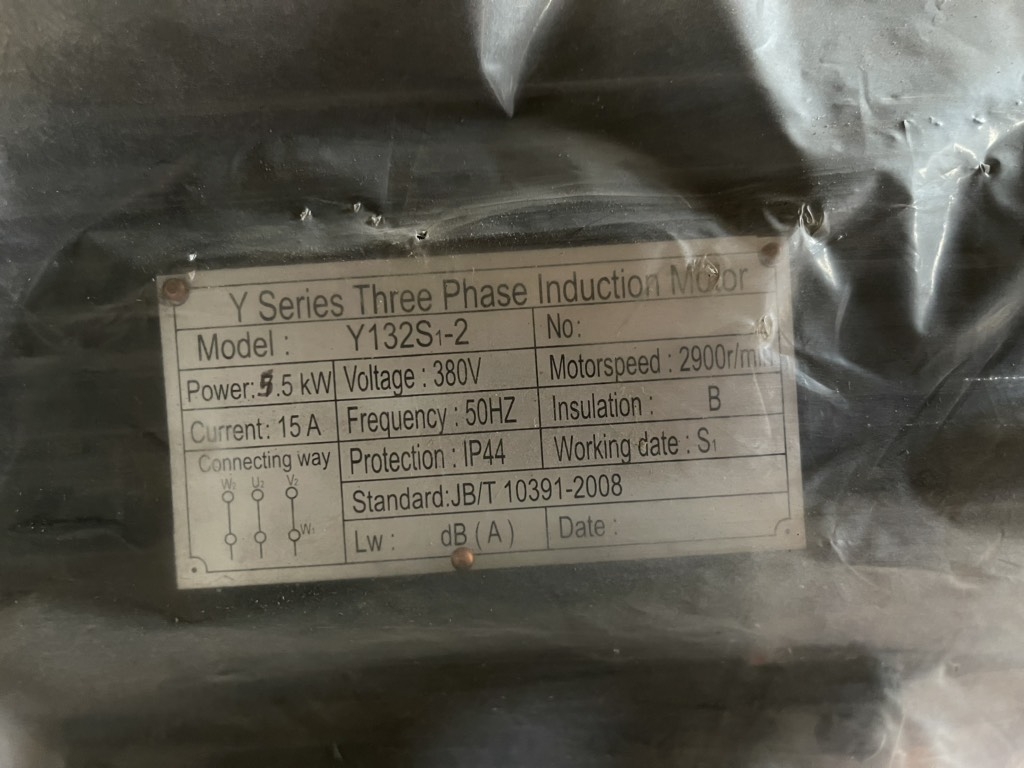 Y Series Three Phase Induction Motor
Model : Y132S1-2 No:
Power: 5.5 kW Voltage : 380V Motorspeed : 2900r/min
Current: 15 A Frequency : 50HZ Insulation : B
Connecting way Protection : IP44 Working date : S1
W2 U2 V2
Standard:JB/T 10391-2008
W1
Lw : dB ( A ) Date :